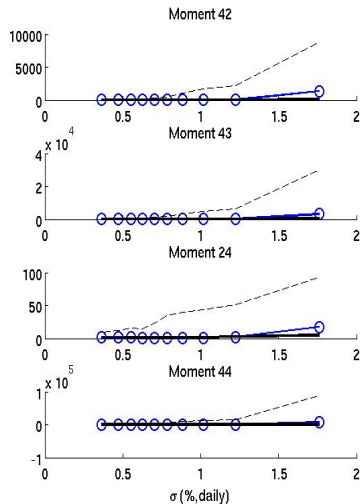 Moment 42
10000
5000
0
0 0.5 1 1.5 2
Moment 43
x 10^4
4
2
0
0 0.5 1 1.5 2
Moment 24
100
50
0
0 0.5 1 1.5 2
Moment 44
x 10^5
1
0
-1
0 0.5 1 1.5 2
σ (%,daily)